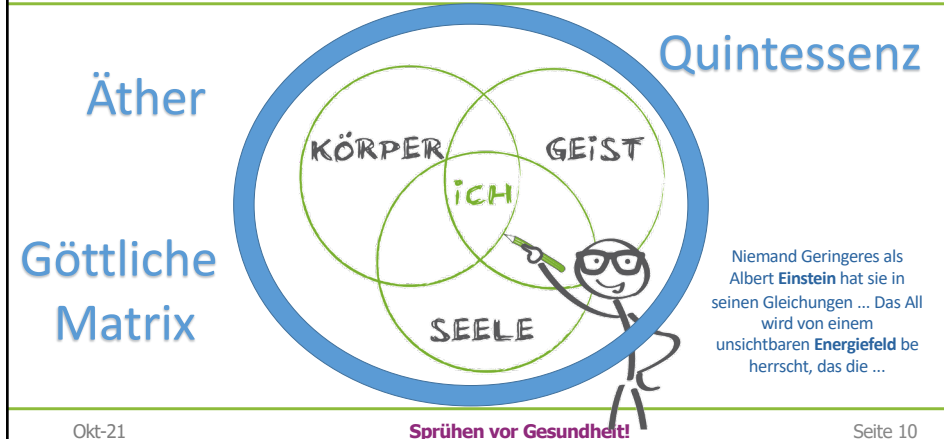 Äther
Quintessenz
KÖRPER
GEiST
iCH
SEELE
Göttliche
Matrix
Niemand Geringeres als
Albert Einstein hat sie in
seinen Gleichungen ... Das All
wird von einem
unsichtbaren Energiefeld be
herrscht, das die ...
Okt-21
Sprühen vor Gesundheit!
Seite 10